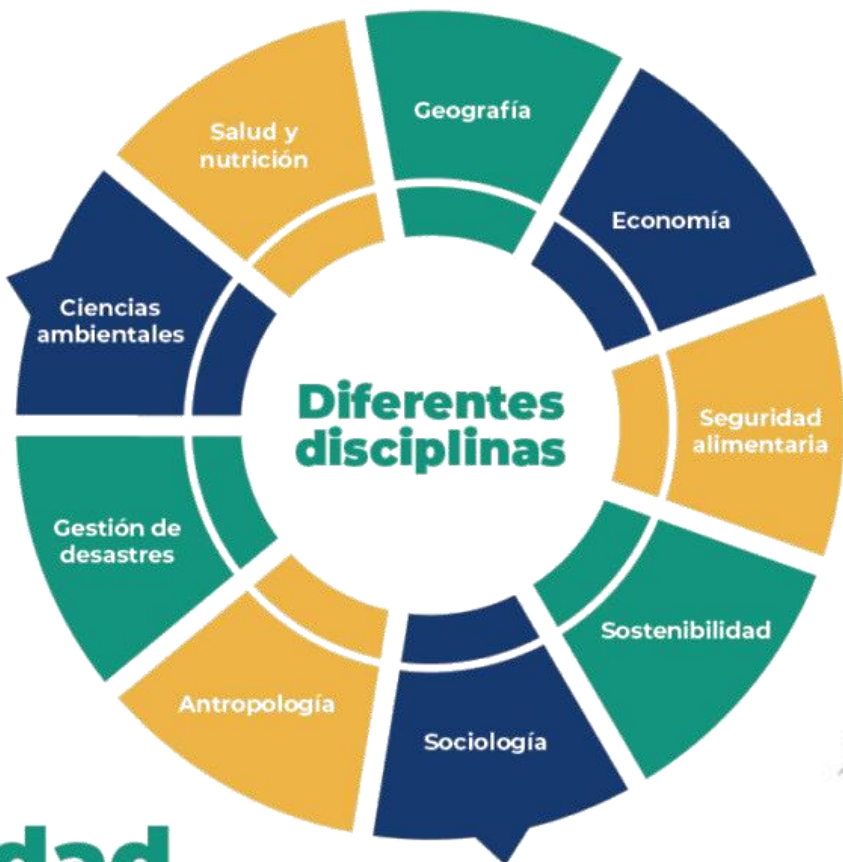 Geografía
Economía
Seguridad
alimentaria
Sostenibilidad
Sociología
Antropología
Gestión de
desastres
Ciencias
ambientales
Salud y
nutrición
Diferentes
disciplinas